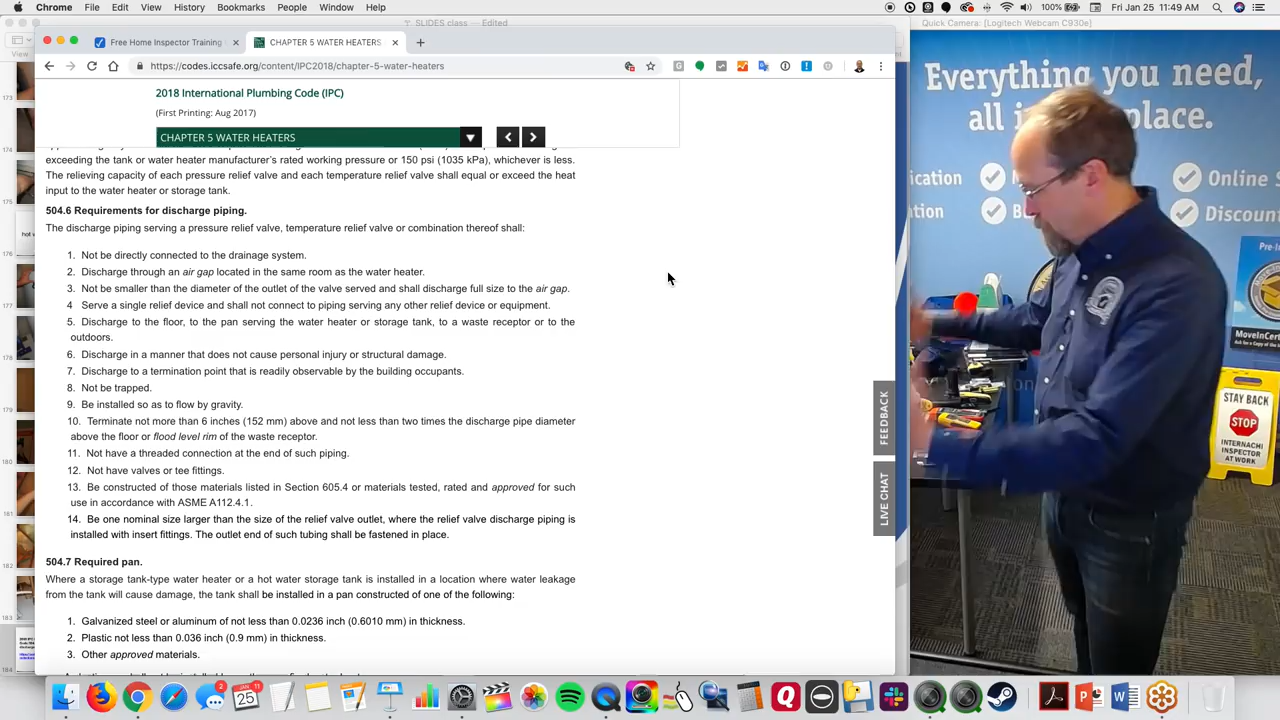 Chrome File Edit View History Bookmarks People Window Help 100% Fri Jan 25 11:49 AM
SLIDES class — Edited
Quick Camera: [Logitech Webcam C930e]
View
Free Home Inspector Training
CHAPTER 5 WATER HEATERS
https://codes.iccsafe.org/content/IPC2018/chapter-5-water-heaters
2018 International Plumbing Code (IPC)
(First Printing: Aug 2017)
CHAPTER 5 WATER HEATERS
exceeding the tank or water heater manufacturer's rated working pressure or 150 psi (1035 kPa), whichever is less.
The relieving capacity of each pressure relief valve and each temperature relief valve shall equal or exceed the heat
input to the water heater or storage tank.
504.6 Requirements for discharge piping.
The discharge piping serving a pressure relief valve, temperature relief valve or combination thereof shall:
1. Not be directly connected to the drainage system.
2. Discharge through an air gap located in the same room as the water heater.
3. Not be smaller than the diameter of the outlet of the valve served and shall discharge full size to the air gap.
4 Serve a single relief device and shall not connect to piping serving any other relief device or equipment.
5. Discharge to the floor, to the pan serving the water heater or storage tank, to a waste receptor or to the
outdoors.
6. Discharge in a manner that does not cause personal injury or structural damage.
7. Discharge to a termination point that is readily observable by the building occupants.
8. Not be trapped.
9. Be installed so as to flow by gravity.
10. Terminate not more than 6 inches (152 mm) above and not less than two times the discharge pipe diameter
above the floor or flood level rim of the waste receptor.
11. Not have a threaded connection at the end of such piping.
12. Not have valves or tee fittings.
13. Be constructed of those materials listed in Section 605.4 or materials tested, rated and approved for such
use in accordance with ASME A112.4.1.
14. Be one nominal size larger than the size of the relief valve outlet, where the relief valve discharge piping is
installed with insert fittings. The outlet end of such tubing shall be fastened in place.
504.7 Required pan.
Where a storage tank-type water heater or a hot water storage tank is installed in a location where water leakage
from the tank will cause damage, the tank shall be installed in a pan constructed of one of the following:
1. Galvanized steel or aluminum of not less than 0.0236 inch (0.6010 mm) in thickness.
2. Plastic not less than 0.036 inch (0.9 mm) in thickness.
3. Other approved materials.
FEEDBACK
LIVE CHAT
173
174
175
176
177
178
179
180
181
182
183
184
Everything you need,
all in place.
Online
Discount
MoveInCertified
STAY BACK
STOP
INTERNACHI
INSPECTOR
AT WORK